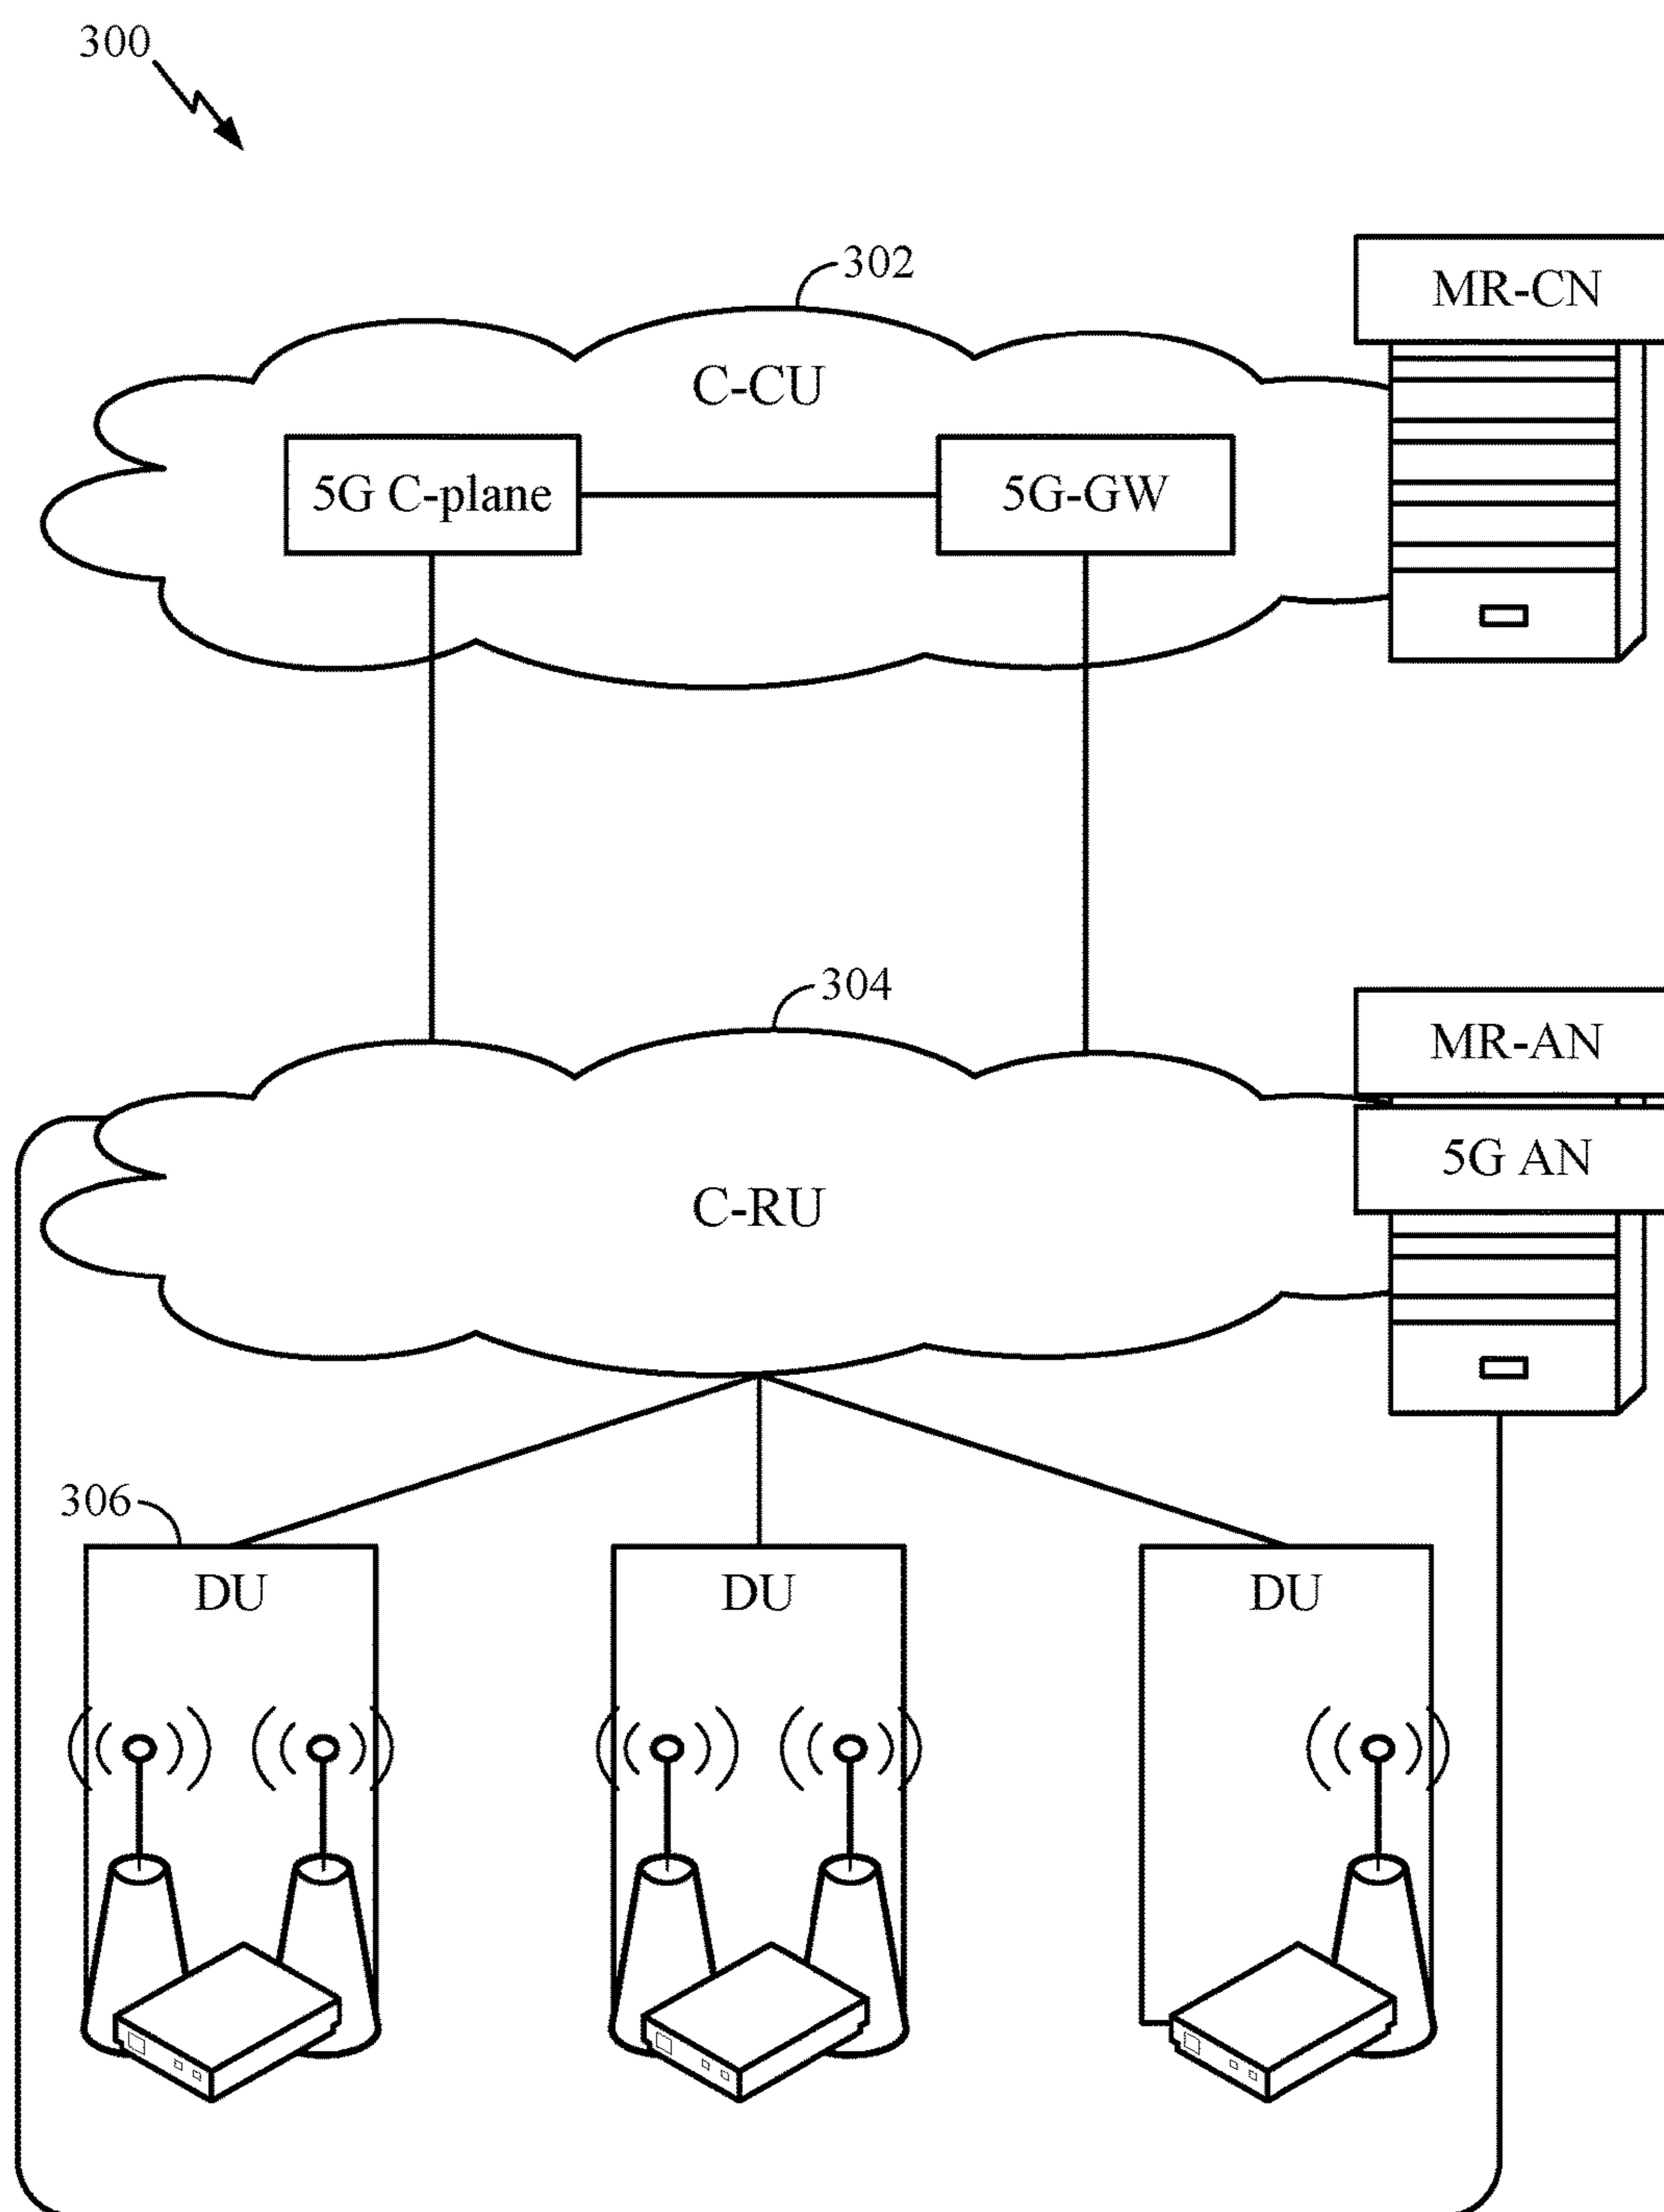 300
302
MR-CN
C-CU
5G C-plane
5G-GW
304
MR-AN
5G AN
C-RU
306
DU
DU
DU